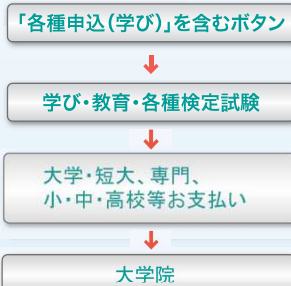 「各種申込(学び)」を含むボタン
学び・教育・各種検定試験
大学・短大、専門、
小・中・高校等お支払い
大学院